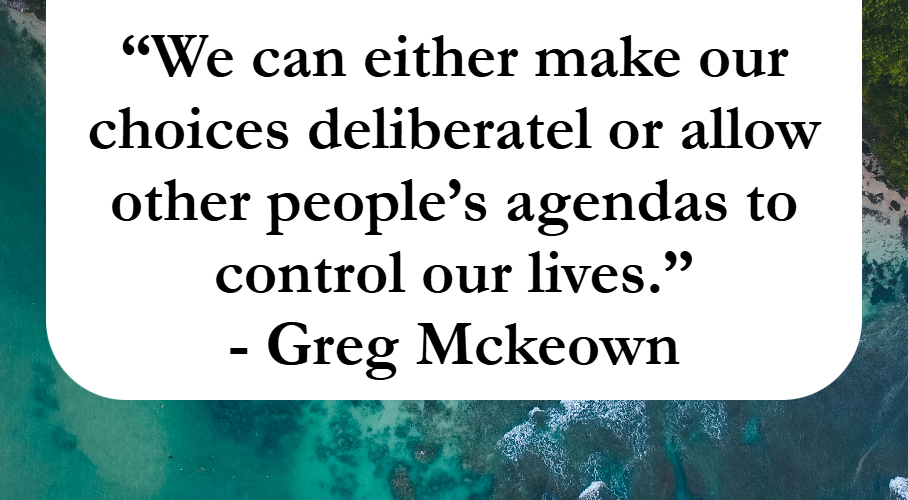 “We can either make our
choices deliberatel or allow
other people’s agendas to
control our lives.”
- Greg Mckeown